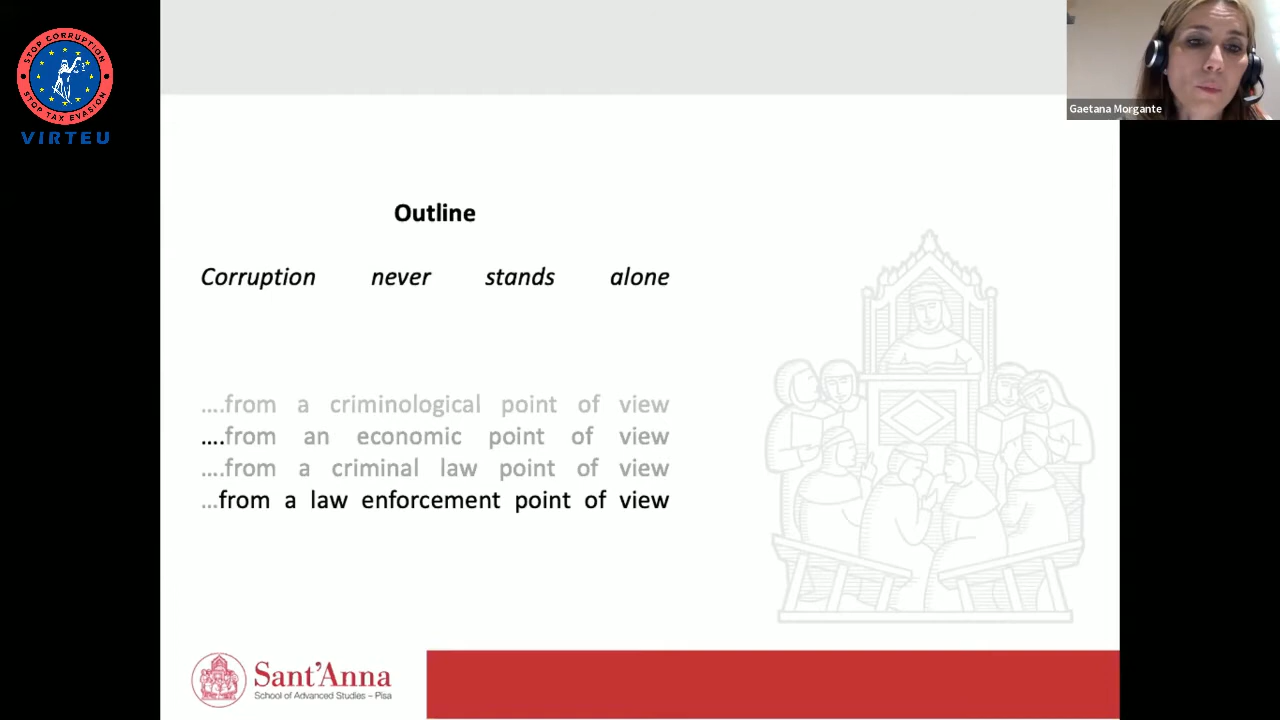 STOP CORRUPTION
STOP TAX EVASION
VIRTEU
Gaetana Morgante
Outline
Corruption never stands alone
....from a criminological point of view
....from an economic point of view
....from a criminal law point of view
...from a law enforcement point of view
Sant'Anna
School of Advanced Studies – Pisa